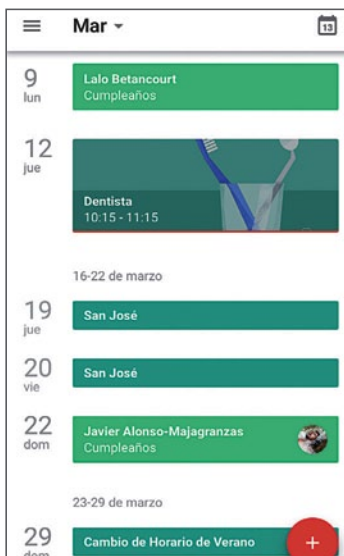 Mar
13
9
lun
Lalo Betancourt
Cumpleaños
12
jue
Dentista
10:15 - 11:15
16-22 de marzo
19
jue
San José
20
vie
San José
22
dom
Javier Alonso-Majagranzas
Cumpleaños
23-29 de marzo
29
dom
Cambio de Horario de Verano